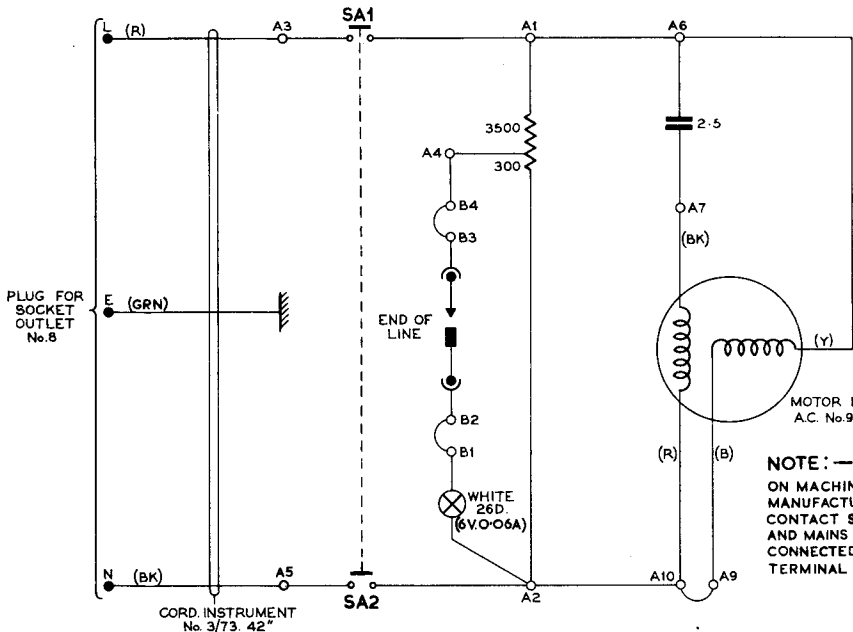 SA1
L
(R)
A3
A1
A6
3500
300
2·5
A4
B4
B3
A7
(BK)
PLUG FOR
SOCKET
OUTLET
No.8
E
(GRN)
END OF
LINE
(Y)
MOTOR
A.C. No.9
B2
B1
(R)
(B)
WHITE
26D.
(6V.0·06A)
NOTE:—
ON MACHIN
MANUFACTU
CONTACT S
AND MAINS
CONNECTED
TERMINAL
N
(BK)
A5
SA2
A2
A10
A9
CORD. INSTRUMENT
No. 3/73. 42"